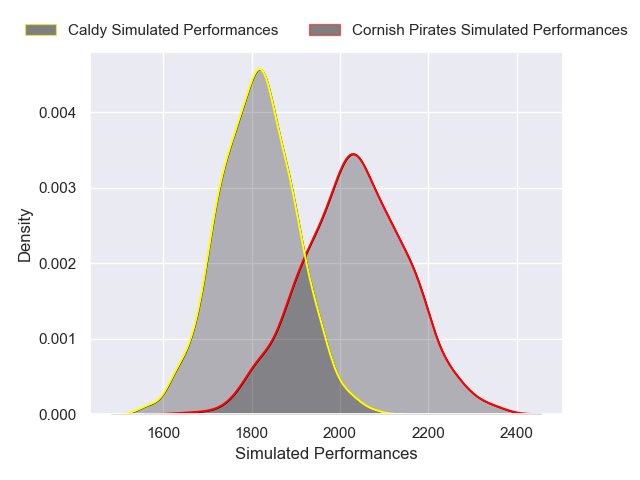 Caldy Simulated Performances Cornish Pirates Simulated Performances
0.004
0.003
0.002
0.001
0.000
Density
1600 1800 2000 2200 2400
Simulated Performances